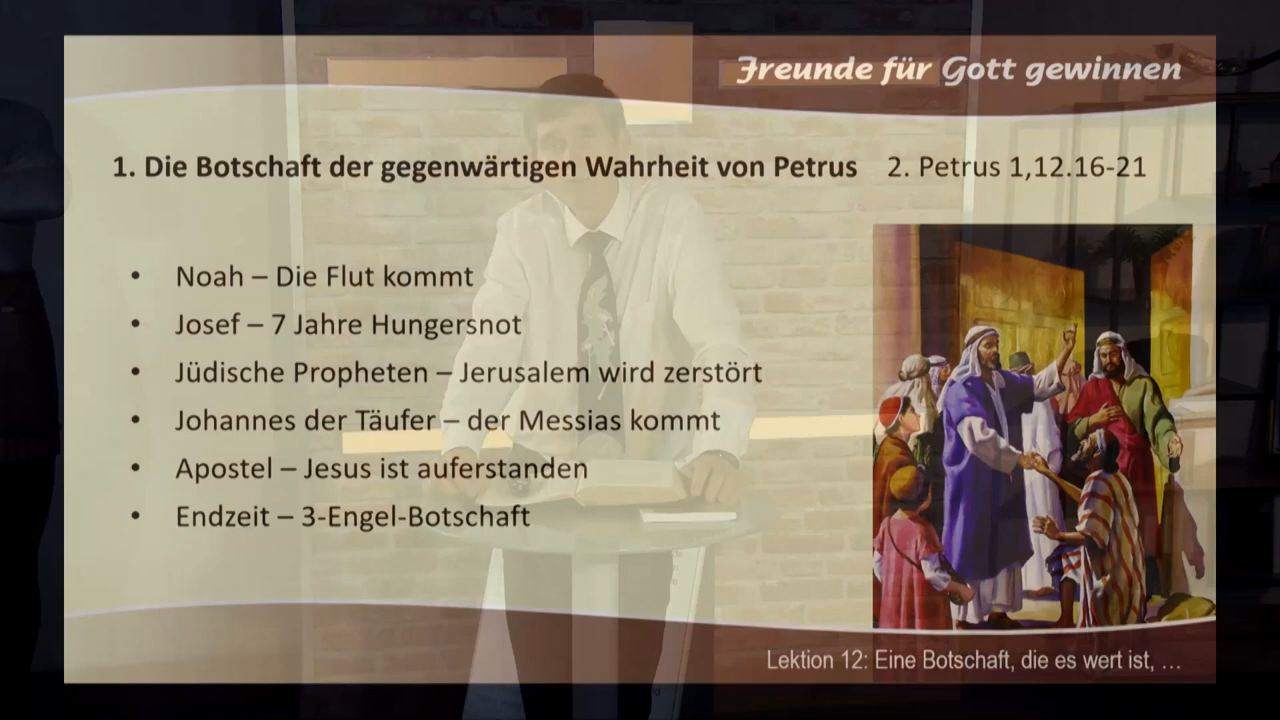 Freunde für Gott gewinnen
1. Die Botschaft der gegenwärtigen Wahrheit von Petrus 2. Petrus 1,12.16-21
• Noah – Die Flut kommt
• Josef – 7 Jahre Hungersnot
• Jüdische Propheten – Jerusalem wird zerstört
• Johannes der Täufer – der Messias kommt
• Apostel – Jesus ist auferstanden
• Endzeit – 3-Engel-Botschaft
Lektion 12: Eine Botschaft, die es wert ist, …